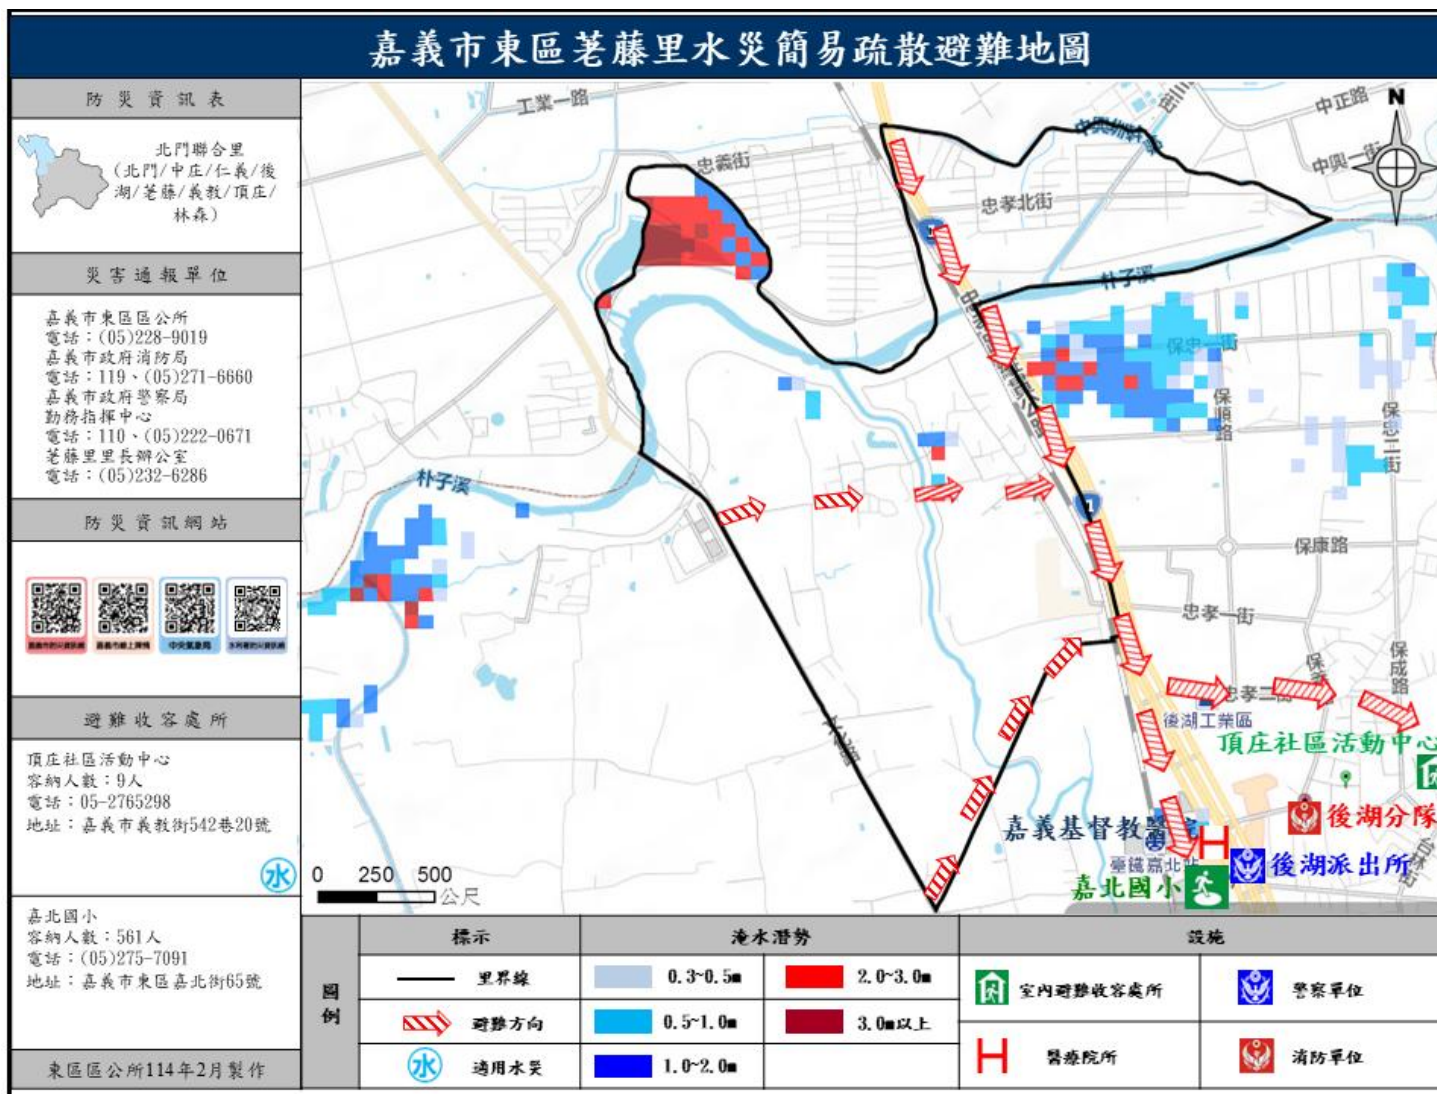 嘉義市東區荖藤里水災簡易疏散避難地圖
防災資訊表
北門聯合里
(北門/中庄/仁義/後
湖/荖藤/義教/頂庄/
林森)
災害通報單位
嘉義市東區區公所
電話：(05)228-9019
嘉義市政府消防局
電話：119、(05)271-6660
嘉義市政府警察局
勤務指揮中心
電話：110、(05)222-0671
荖藤里里長辦公室
電話：(05)232-6286
防災資訊網站
中央氣象局
避難收容處所
頂庄社區活動中心
容納人數：9人
電話：05-2765298
地址：嘉義市義教街542巷20號
水
嘉北國小
容納人數：561人
電話：(05)275-7091
地址：嘉義市東區嘉北街65號
東區區公所114年2月製作
工業一路
忠義街
中正路
N
中興一街
忠孝北街
1
朴子溪
保忠一街
保順路
保忠二街
朴子溪
1
保康路
忠孝一街
保成路
忠孝二街
後湖工業區
頂庄社區活動中心
後湖分隊
嘉義基督教醫院
臺鐵嘉北站
後湖派出所
嘉北國小
0 250 500
公尺
圖例
標示
淹水潛勢
設施
里界線
0.3~0.5m
2.0~3.0m
室內避難收容處所
警察單位
避難方向
0.5~1.0m
3.0m以上
水
適用水災
1.0~2.0m
醫療院所
消防單位